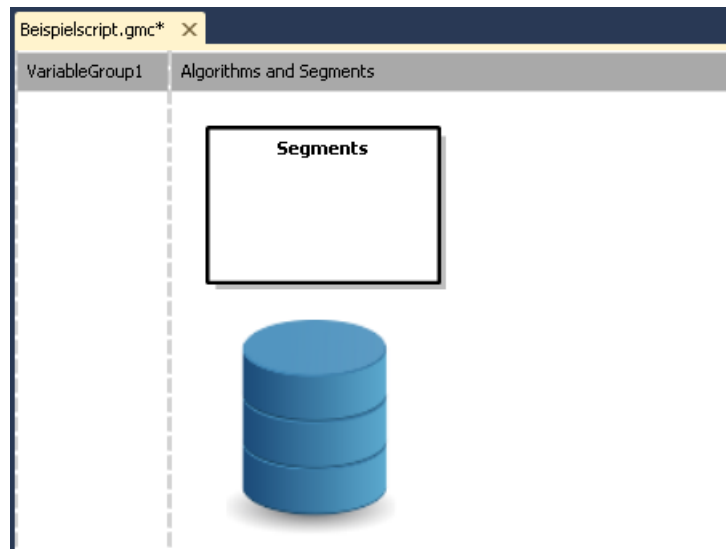 Beispielscript.gmc*
VariableGroup1
Algorithms and Segments
Segments